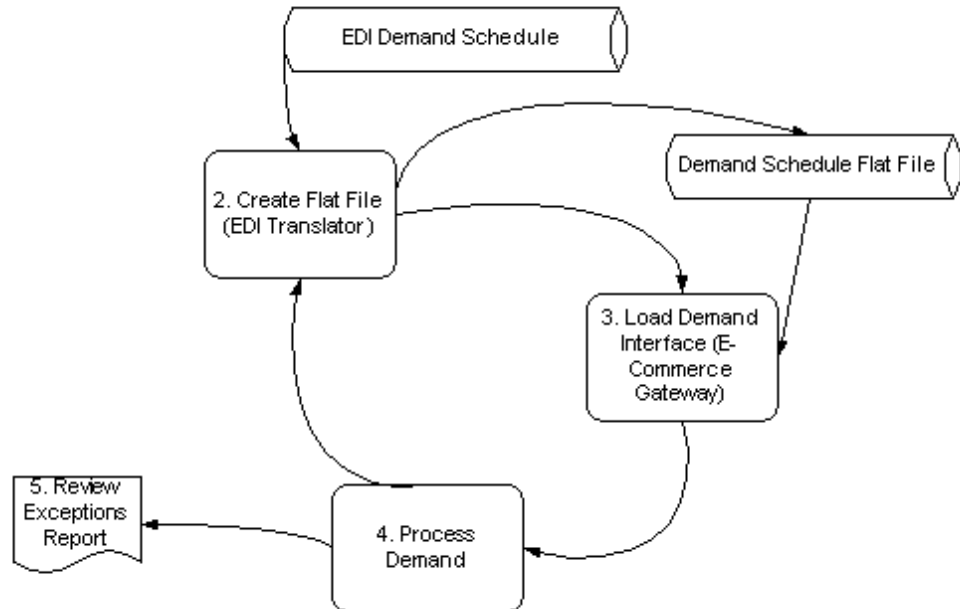 EDI Demand Schedule
Demand Schedule Flat File
2. Create Flat File
(EDI Translator)
3. Load Demand
Interface (E-
Commerce
Gateway)
5. Review
Exceptions
Report
4. Process
Demand